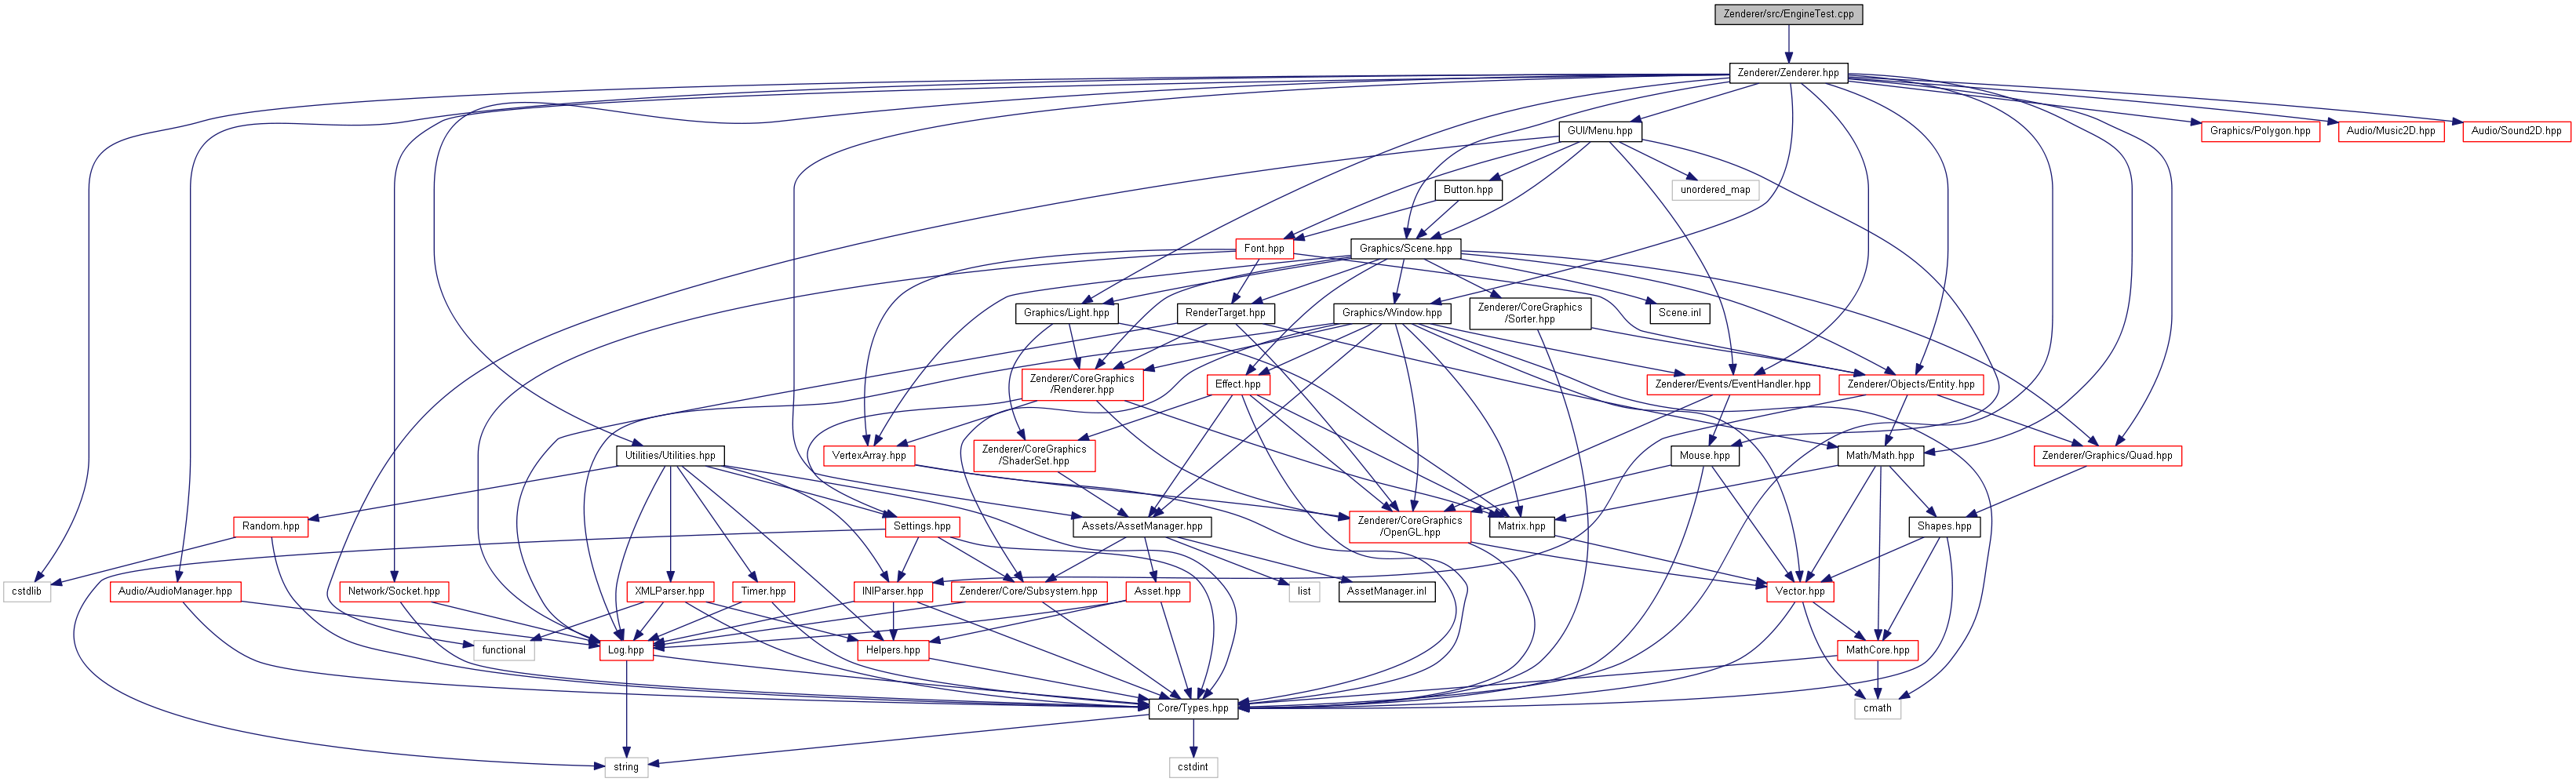 Zenderer/src/EngineTest.cpp
Zenderer/Zenderer.hpp
GUI/Menu.hpp
Graphics/Polygon.hpp
Audio/Music2D.hpp
Audio/Sound2D.hpp
Button.hpp
unordered_map
Font.hpp
Graphics/Scene.hpp
Graphics/Light.hpp
RenderTarget.hpp
Graphics/Window.hpp
Zenderer/CoreGraphics
/Sorter.hpp
Scene.inl
Zenderer/CoreGraphics
/Renderer.hpp
Effect.hpp
Zenderer/Events/EventHandler.hpp
Zenderer/Objects/Entity.hpp
Utilities/Utilities.hpp
VertexArray.hpp
Zenderer/CoreGraphics
/ShaderSet.hpp
Mouse.hpp
Math/Math.hpp
Zenderer/Graphics/Quad.hpp
Random.hpp
Settings.hpp
Assets/AssetManager.hpp
Zenderer/CoreGraphics
/OpenGL.hpp
Matrix.hpp
Shapes.hpp
cstdlib
Audio/AudioManager.hpp
Network/Socket.hpp
XMLParser.hpp
Timer.hpp
INIParser.hpp
Zenderer/Core/Subsystem.hpp
Asset.hpp
list
AssetManager.inl
Vector.hpp
functional
Log.hpp
Helpers.hpp
MathCore.hpp
Core/Types.hpp
cmath
string
cstdint